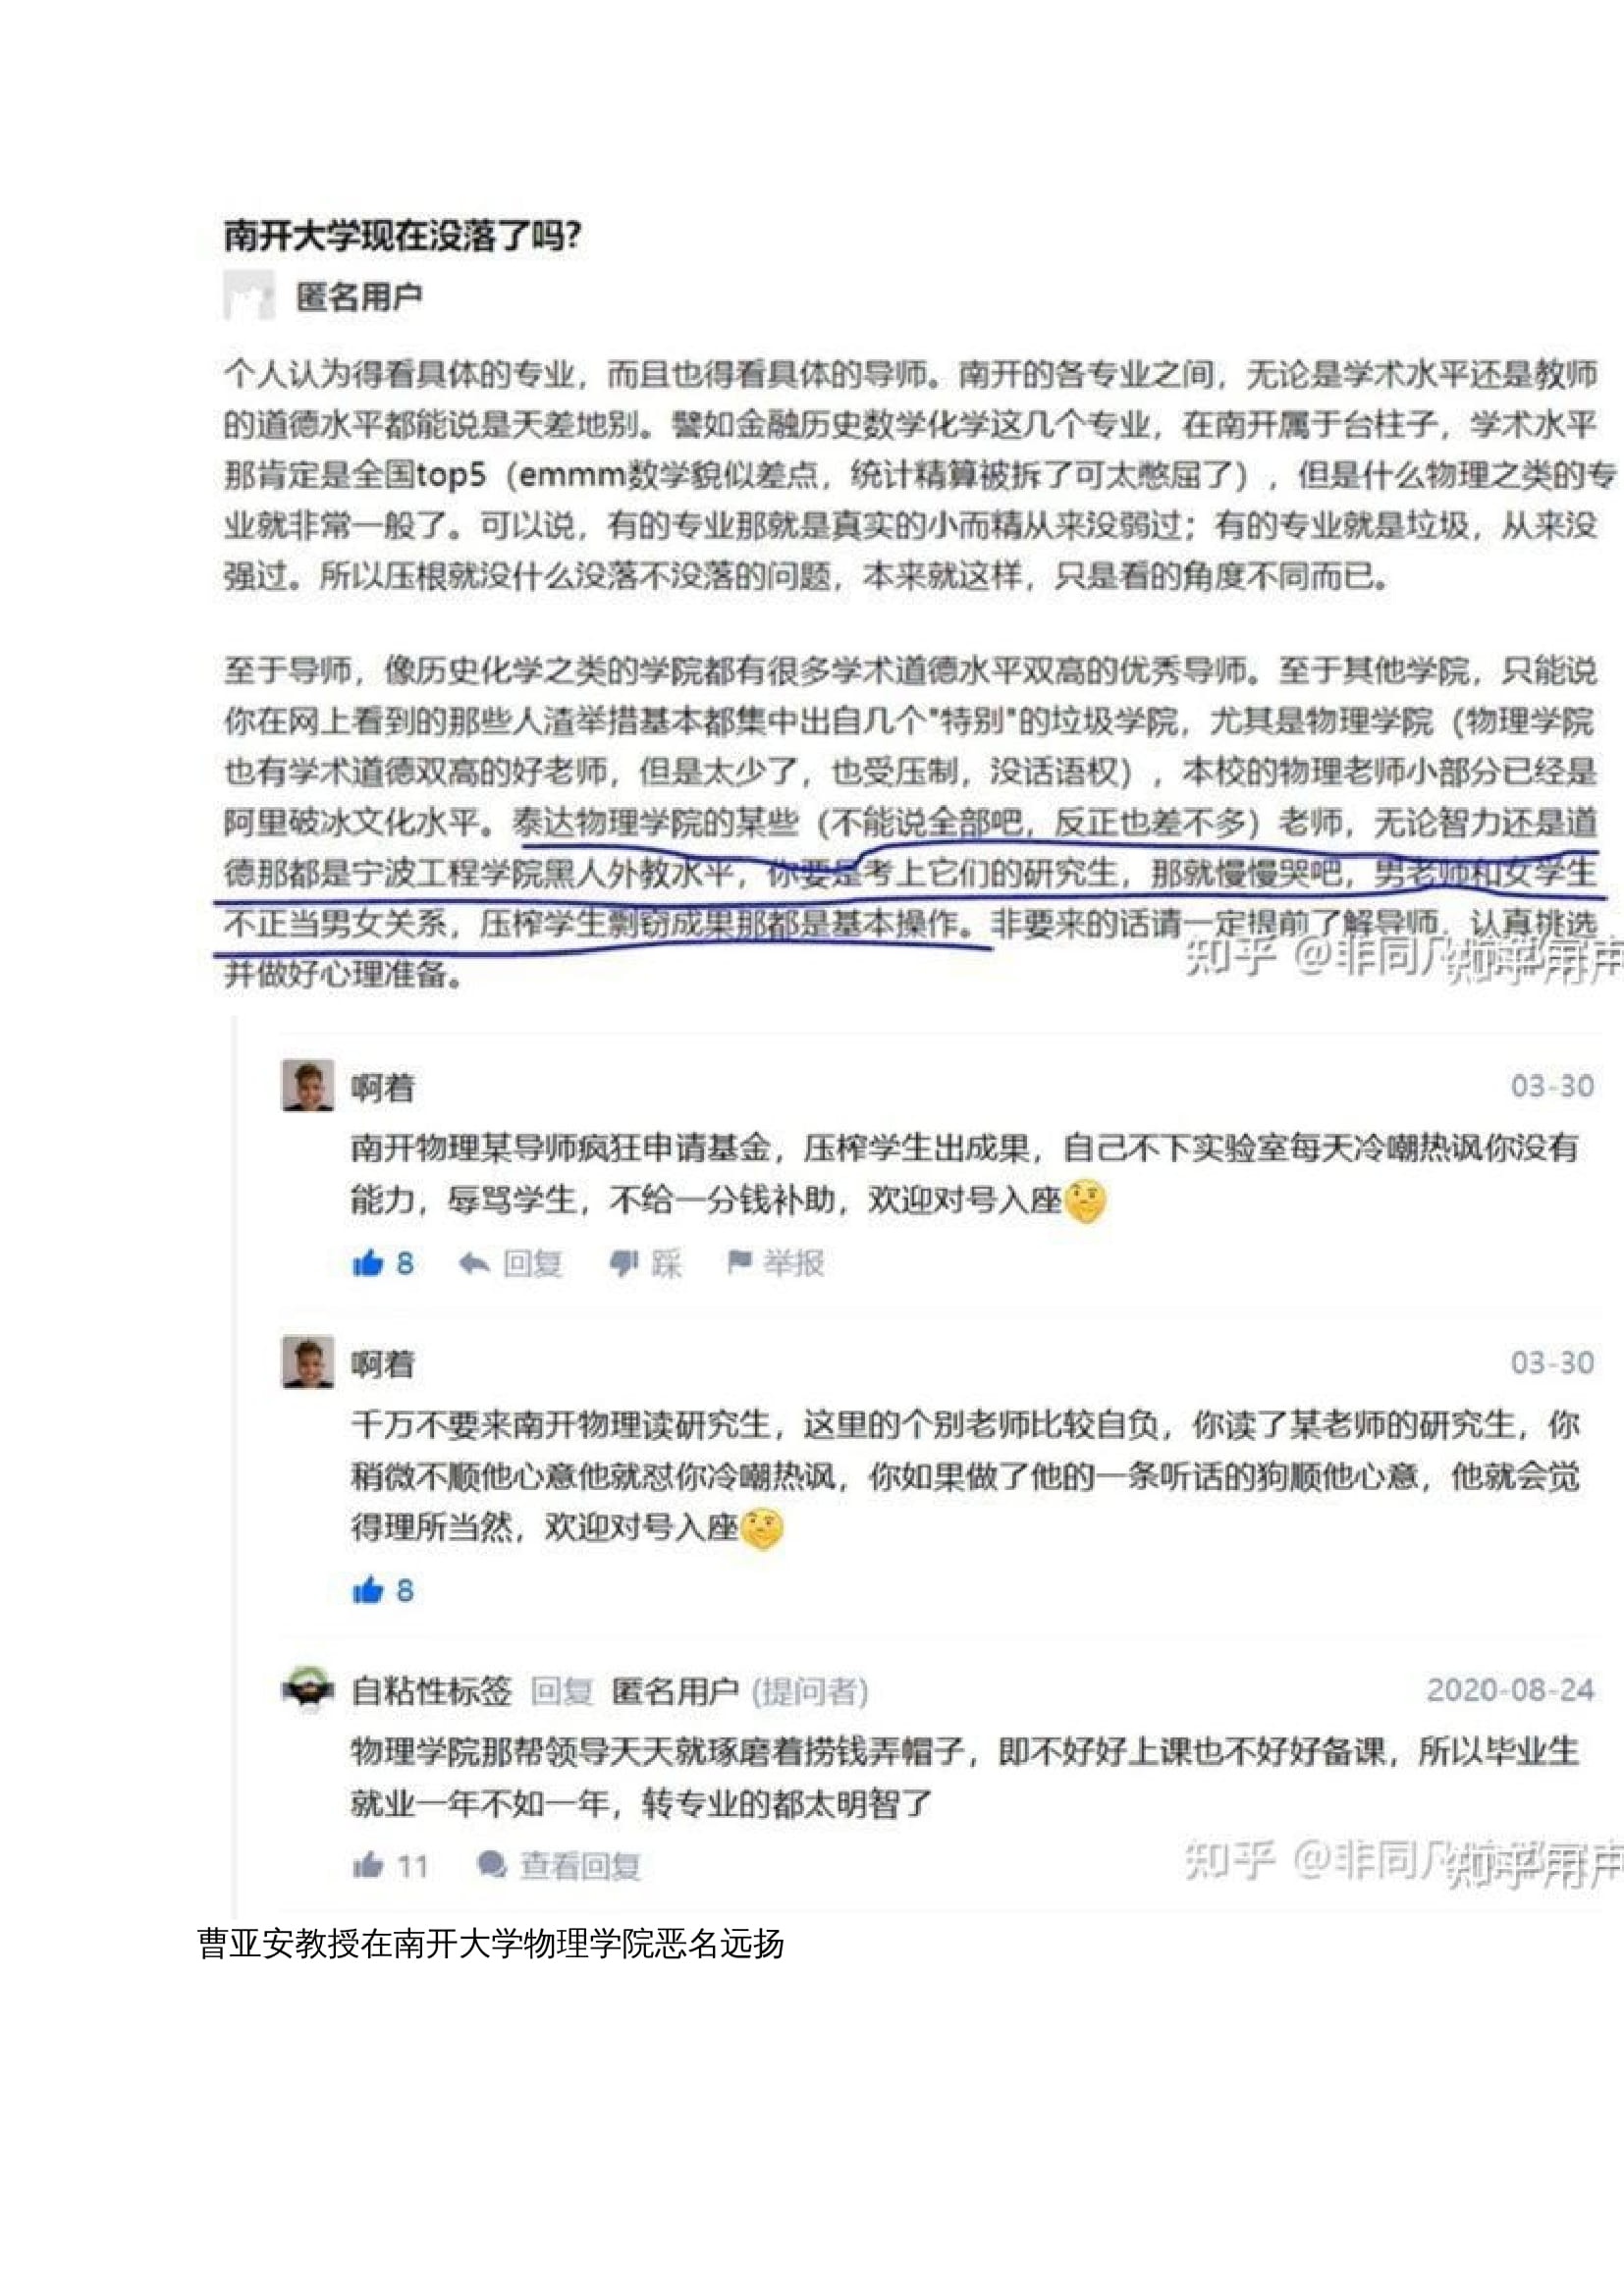 南开大学现在没落了吗?
匿名用户
个人认为得看具体的专业，而且也得看具体的导师。南开的各专业之间，无论是学术水平还是教师
的道德水平都能说是天差地别。譬如金融历史数学化学这几个专业，在南开属于台柱子，学术水平
那肯定是全国top5（emmm数学貌似差点，统计精算被拆了可太憋屈了），但是什么物理之类的专
业就非常一般了。可以说，有的专业那就是真实的小而精从来没弱过；有的专业就是垃圾，从来没
强过。所以压根就没什么没落不没落的问题，本来就这样，只是看的角度不同而已。
至于导师，像历史化学之类的学院都有很多学术道德水平双高的优秀导师。至于其他学院，只能说
你在网上看到的那些人渣举措基本都集中出自几个"特别"的垃圾学院，尤其是物理学院（物理学院
也有学术道德双高的好老师，但是太少了，也受压制，没话语权），本校的物理老师小部分已经是
阿里破冰文化水平。泰达物理学院的某些（不能说全部吧，反正也差不多）老师，无论智力还是道
德那都是宁波工程学院黑人外教水平，你要是考上它们的研究生，那就慢慢哭吧，男老师和女学生
不正当男女关系，压榨学生剽窃成果那都是基本操作。非要来的话请一定提前了解导师，认真挑选
并做好心理准备。
知乎 @非同凡
知乎用户
啊着 03-30
南开物理某导师疯狂申请基金，压榨学生出成果，自己不下实验室每天冷嘲热讽你没有
能力，辱骂学生，不给一分钱补助，欢迎对号入座🤔
8 回复 踩 举报
啊着 03-30
千万不要来南开物理读研究生，这里的个别老师比较自负，你读了某老师的研究生，你
稍微不顺他心意他就怼你冷嘲热讽，你如果做了他的一条听话的狗顺他心意，他就会觉
得理所当然，欢迎对号入座🤔
8
自粘性标签 回复 匿名用户 (提问者) 2020-08-24
物理学院那帮领导天天就琢磨着捞钱弄帽子，即不好好上课也不好好备课，所以毕业生
就业一年不如一年，转专业的都太明智了
11 查看回复
知乎 @非同凡
知乎用户
曹亚安教授在南开大学物理学院恶名远扬